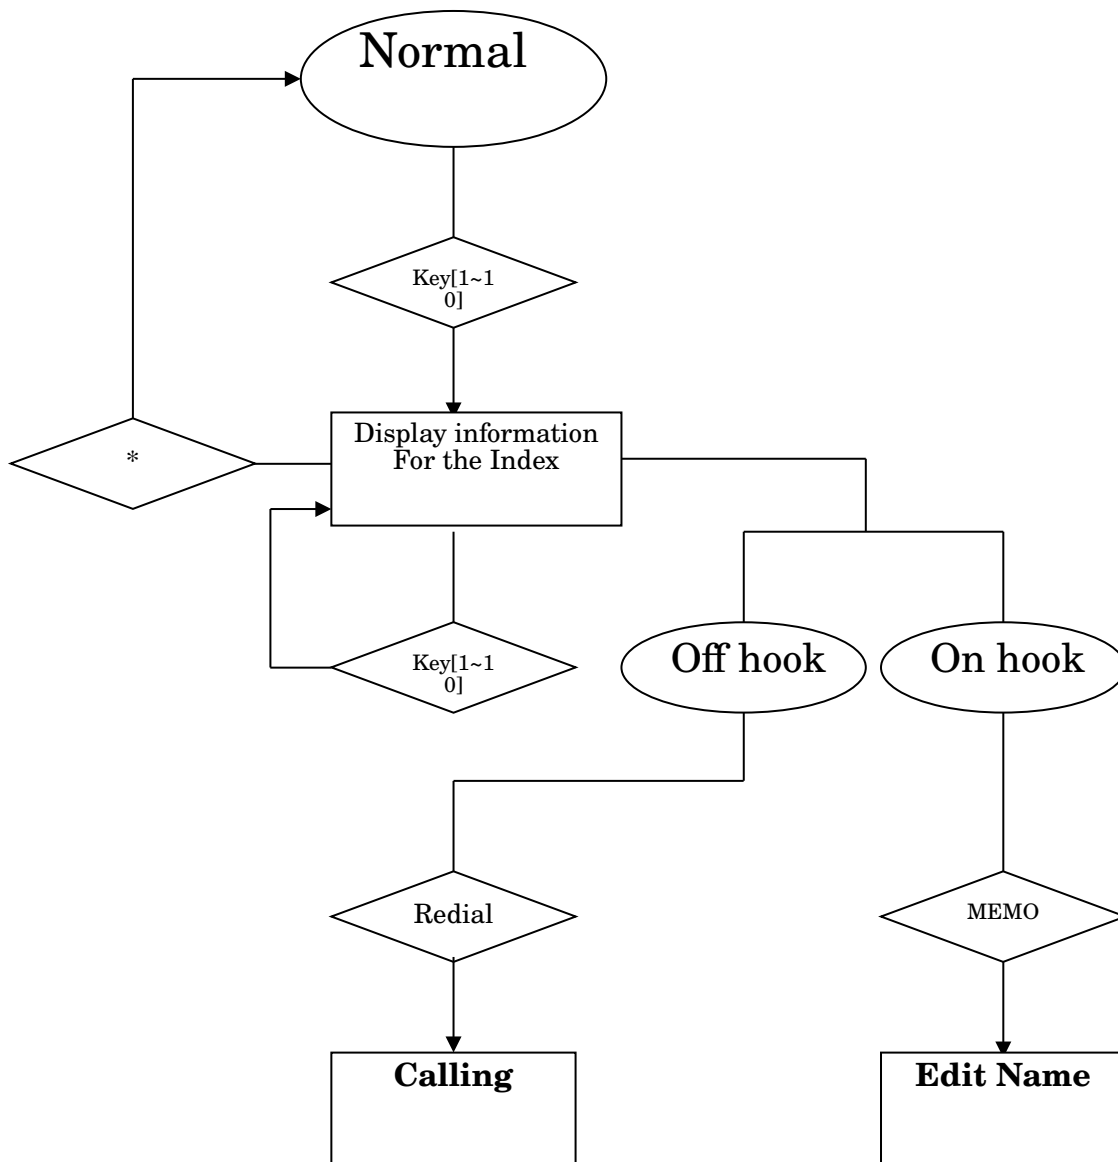 Normal
Key[1~1
0]
Display information
For the Index
*
Key[1~1
0]
Off hook
On hook
Redial
MEMO
Calling
Edit Name